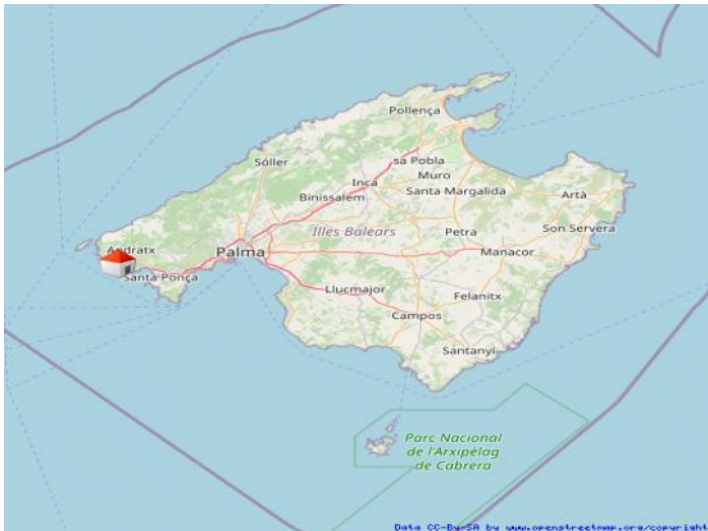 Pollença
sa Pobla
Sóller
Inca
Muro
Santa Margalida
Artà
Binissalem
Illes Balears
Petra
Son Servera
Andratx
Palma
Manacor
Santa Ponça
Llucmajor
Felanitx
Campos
Santanyí
Parc Nacional
de l'Arxipèlag
de Cabrera
Data CC-By-SA by www.openstreetmap.org/copyright